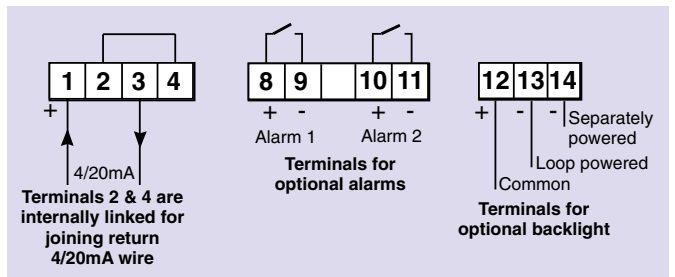 1 2 3 4
+
4/20mA
Terminals 2 & 4 are
internally linked for
joining return
4/20mA wire
8 9 10 11
+ - + -
Alarm 1 Alarm 2
Terminals for
optional alarms
12 13 14
+ - -
Separately
powered
Loop powered
Common
Terminals for
optional backlight